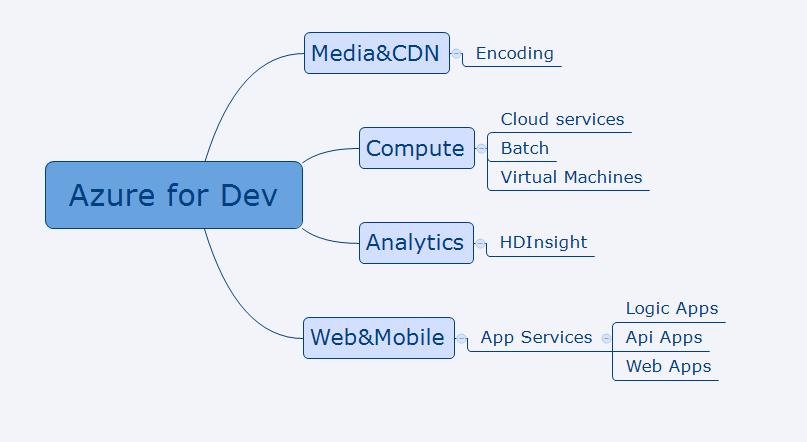 Azure for Dev
Media&CDN
Encoding
Compute
Cloud services
Batch
Virtual Machines
Analytics
HDInsight
Web&Mobile
App Services
Logic Apps
Api Apps
Web Apps